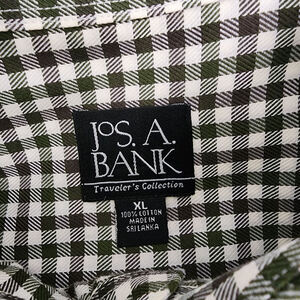 JOS. A.
BANK
Traveler's Collection
XL
100% COTTON
MADE IN
SRI LANKA